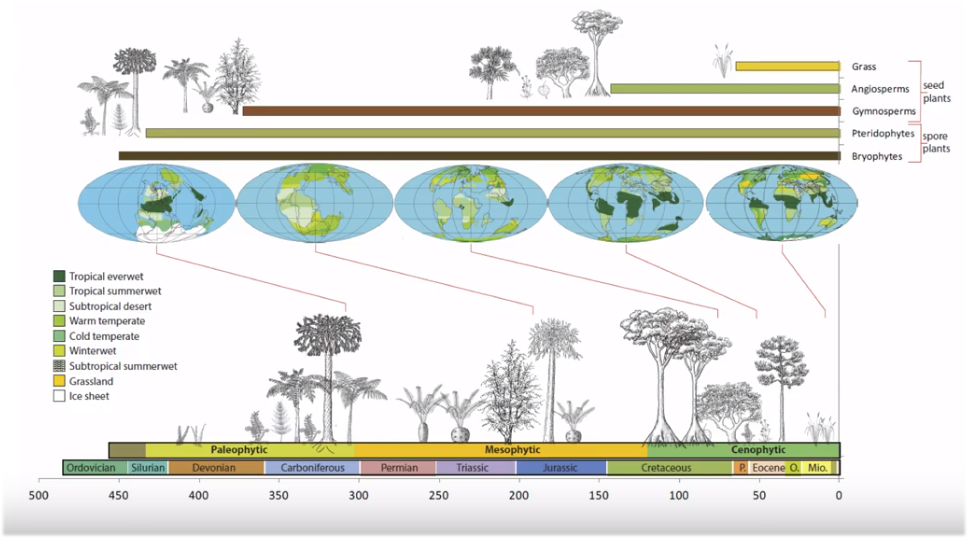 Grass
Angiosperms
Gymnosperms
seed
plants
Pteridophytes
Bryophytes
spore
plants
Tropical everwet
Tropical summerwet
Subtropical desert
Warm temperate
Cold temperate
Winterwet
Subtropical summerwet
Grassland
Ice sheet
Paleophytic Mesophytic Cenophytic
Ordovician Silurian Devonian Carboniferous Permian Triassic Jurassic Cretaceous P. Eocene O. Mio.
500 450 400 350 300 250 200 150 100 50 0